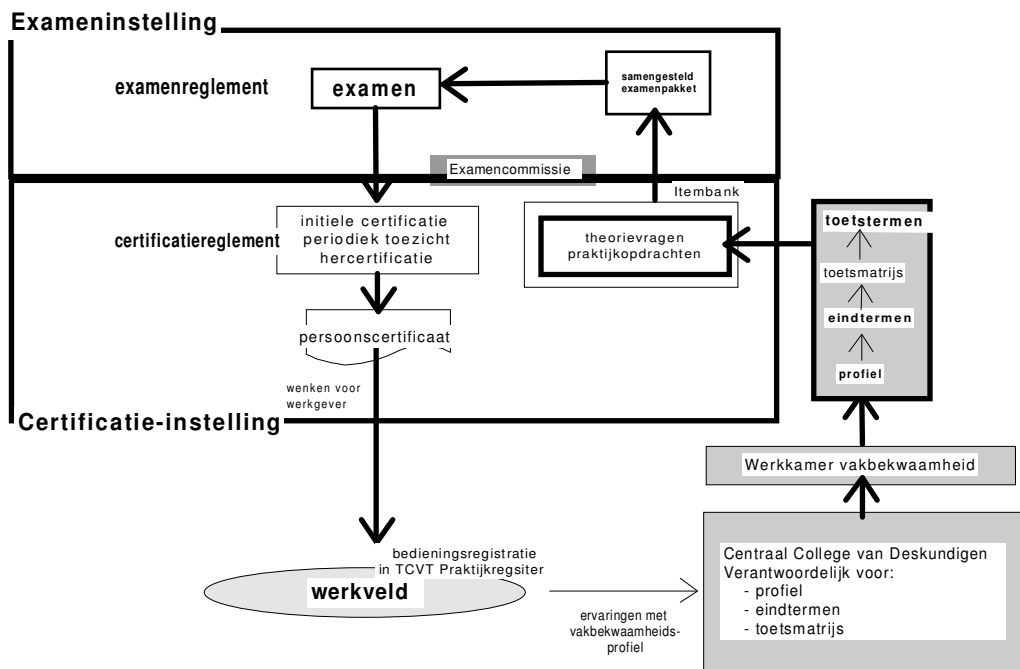 Exameninstelling
examenreglement
examen
samengesteld
examenpakket
Examencommissie
Itembank
certificatiereglement
initiele certificatie
periodiek toezicht
hercertificatie
theorievragen
praktijkopdrachten
toetstermen
toetsmatrijs
eindtermen
profiel
persoonscertificaat
wenken voor
werkgever
Certificatie-instelling
Werkkamer vakbekwaamheid
bedieningsregistratie
in TCVT Praktijkregsiter
werkveld
ervaringen met
vakbekwaamheids-
profiel
Centraal College van Deskundigen
Verantwoordelijk voor:
- profiel
- eindtermen
- toetsmatrijs